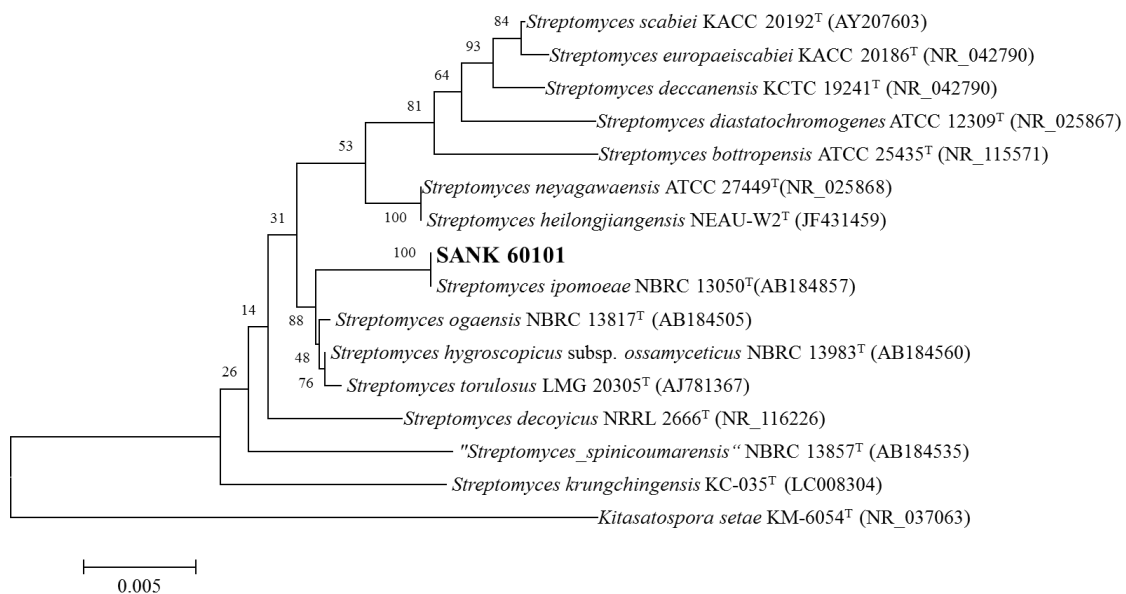 84 Streptomyces scabiei KACC 20192ᵀ (AY207603)
93 Streptomyces europaeiscabiei KACC 20186ᵀ (NR_042790)
64 Streptomyces deccanensis KCTC 19241ᵀ (NR_042790)
81 Streptomyces diastatochromogenes ATCC 12309ᵀ (NR_025867)
53 Streptomyces bottropensis ATCC 25435ᵀ (NR_115571)
Streptomyces neyagawaensis ATCC 27449ᵀ(NR_025868)
31 100 Streptomyces heilongjiangensis NEAU-W2ᵀ (JF431459)
100 SANK 60101
Streptomyces ipomoeae NBRC 13050ᵀ(AB184857)
14 88 Streptomyces ogaensis NBRC 13817ᵀ (AB184505)
48 Streptomyces hygroscopicus subsp. ossamyceticus NBRC 13983ᵀ (AB184560)
26 76 Streptomyces torulosus LMG 20305ᵀ (AJ781367)
Streptomyces decoyicus NRRL 2666ᵀ (NR_116226)
"Streptomyces_spinicoumarensis“ NBRC 13857ᵀ (AB184535)
Streptomyces krungchingensis KC-035ᵀ (LC008304)
Kitasatospora setae KM-6054ᵀ (NR_037063)
0.005